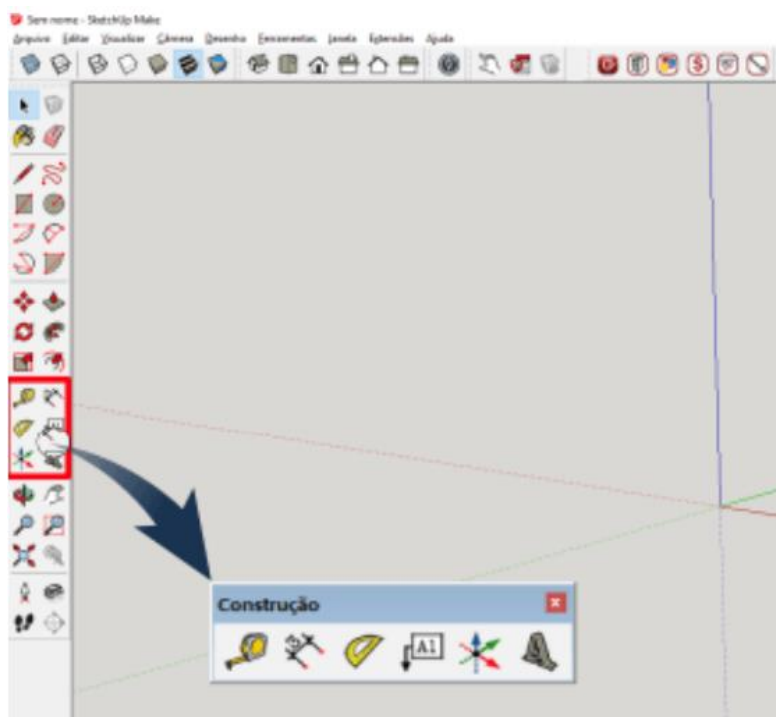 Sem nome - SketchUp Make
Arquivo Editar Visualizar Câmera Desenho Ferramentas Janela Extensões Ajuda
Construção
A1